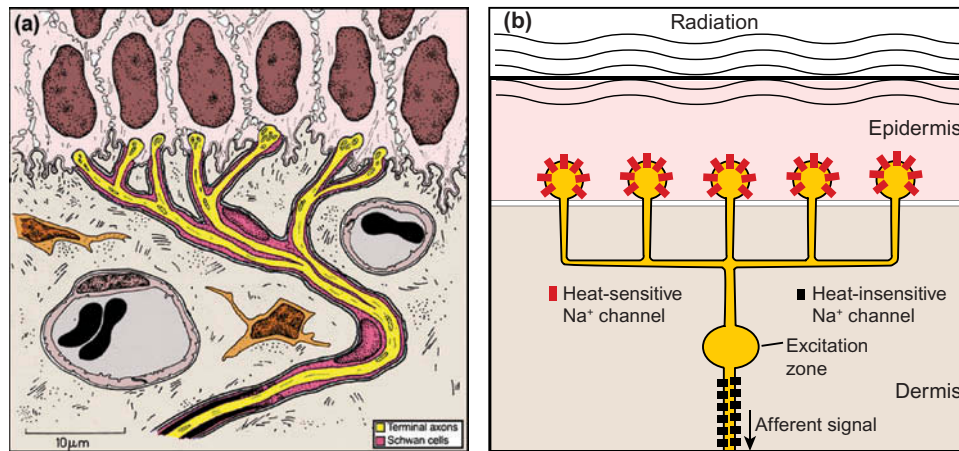 (a)
10μm
Terminal axons
Schwan cells
(b)
Radiation
Epidermis
Heat-sensitive
Na⁺ channel
Heat-insensitive
Na⁺ channel
Excitation
zone
Dermis
Afferent signal